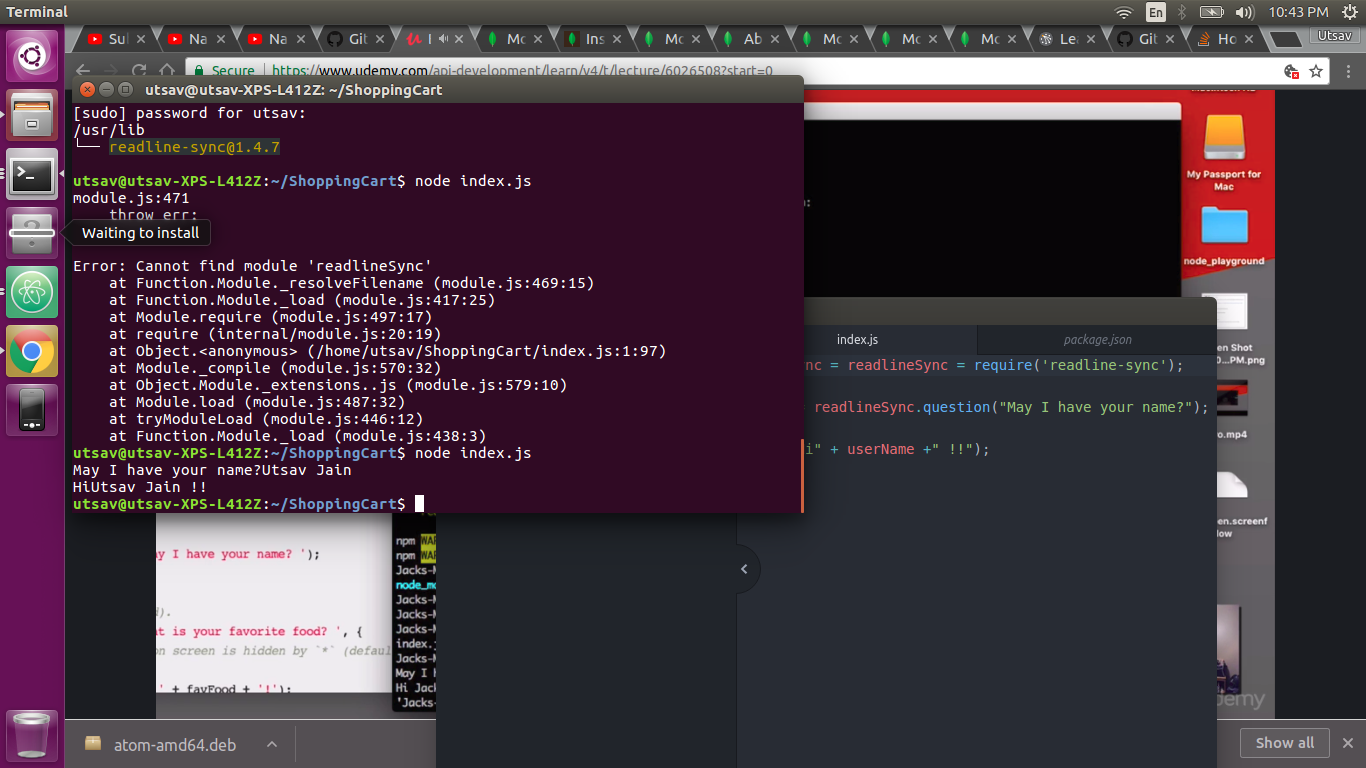 Terminal
En
10:43 PM
Utsav
Su
Na
Na
Git
I
Mo
Ins
Mo
Ab
Mo
Mo
Mo
Lea
Git
Ho
Secure
https://www.udemy.com/api-development/learn/v4/t/lecture/6026508?start=0
utsav@utsav-XPS-L412Z: ~/ShoppingCart
[sudo] password for utsav:
/usr/lib
└── readline-sync@1.4.7
utsav@utsav-XPS-L412Z:~/ShoppingCart$ node index.js
module.js:471
throw err;
Waiting to install
Error: Cannot find module 'readlineSync'
at Function.Module._resolveFilename (module.js:469:15)
at Function.Module._load (module.js:417:25)
at Module.require (module.js:497:17)
at require (internal/module.js:20:19)
at Object.<anonymous> (/home/utsav/ShoppingCart/index.js:1:97)
at Module._compile (module.js:570:32)
at Object.Module._extensions..js (module.js:579:10)
at Module.load (module.js:487:32)
at tryModuleLoad (module.js:446:12)
at Function.Module._load (module.js:438:3)
utsav@utsav-XPS-L412Z:~/ShoppingCart$ node index.js
May I have your name?Utsav Jain
HiUtsav Jain !!
utsav@utsav-XPS-L412Z:~/ShoppingCart$
My Passport for
Mac
node_playground
en Shot
0...PM.png
o.mp4
en.screenf
low
index.js
package.json
nc = readlineSync = require('readline-sync');
readlineSync.question("May I have your name?");
i" + userName +" !!");
ay I have your name? ');
d).
at is your favorite food? ', {
on screen is hidden by `*` (defaul
' + favFood + '!');
npm WAR
npm WAR
Jacks-M
node_mo
Jacks-M
Jacks-M
Jacks-M
index.j
Jacks-M
May I h
Hi Jack
'Jacks-
demy
atom-amd64.deb
Show all